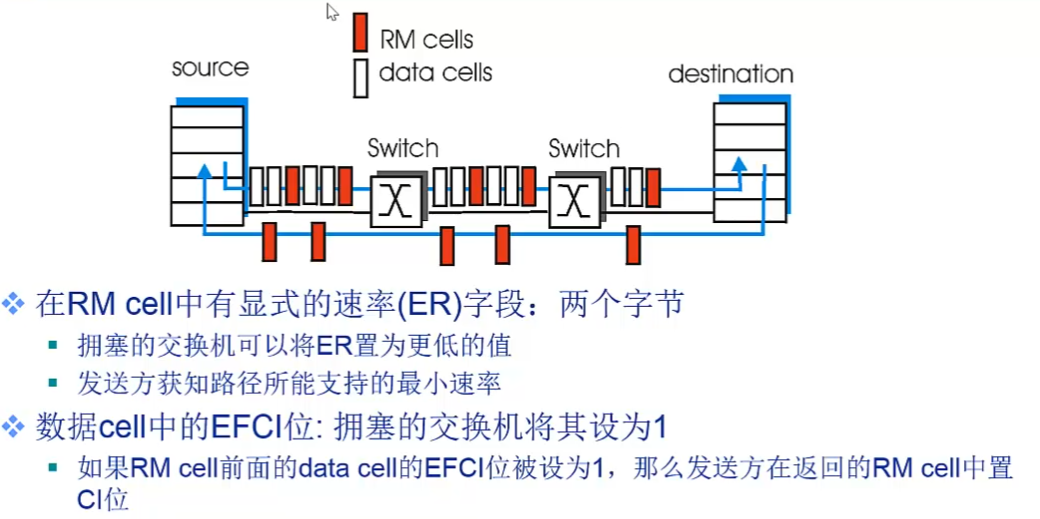 RM cells
source
data cells
destination
Switch
Switch
在RM cell中有显式的速率(ER)字段：两个字节
拥塞的交换机可以将ER置为更低的值
发送方获知路径所能支持的最小速率
数据cell中的EFCI位: 拥塞的交换机将其设为1
如果RM cell前面的data cell的EFCI位被设为1，那么发送方在返回的RM cell中置
CI位